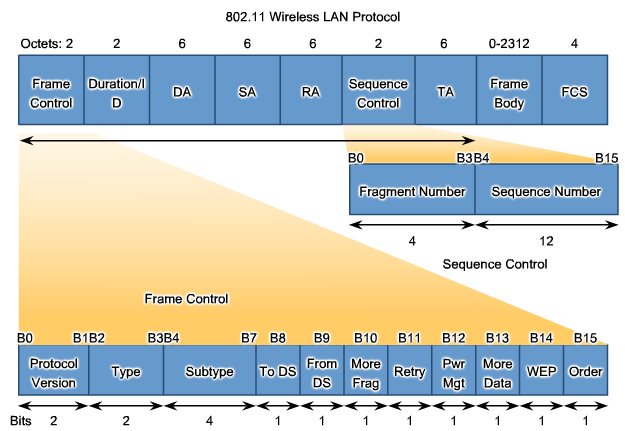 802.11 Wireless LAN Protocol
Octets: 2 2 6 6 6 2 6 0-2312 4
Frame Control Duration/ID DA SA RA Sequence Control TA Frame Body FCS
B0 B3 B4 B15
Fragment Number Sequence Number
4 12
Sequence Control
Frame Control
B0 B1 B2 B3 B4 B7 B8 B9 B10 B11 B12 B13 B14 B15
Protocol Version Type Subtype To DS From DS More Frag Retry Pwr Mgt More Data WEP Order
Bits 2 2 4 1 1 1 1 1 1 1 1